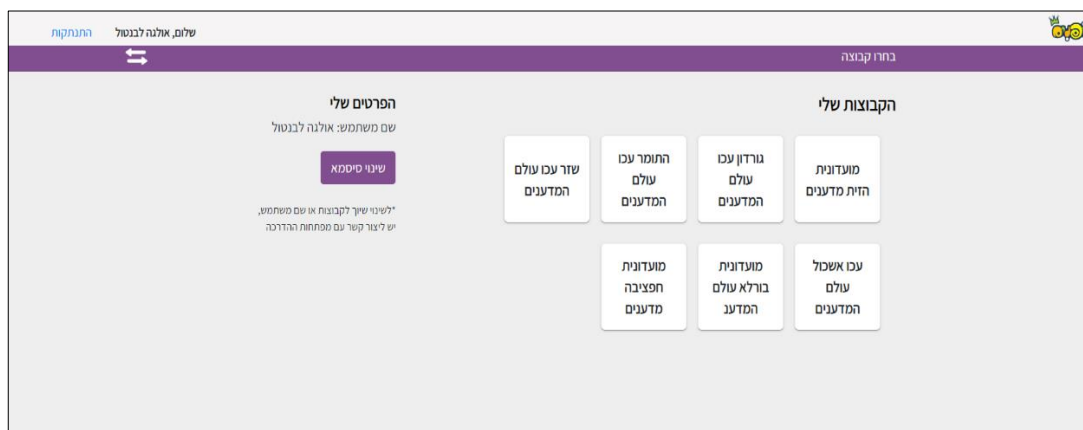 שלום, אולגה לבנטול
התנתקות
בחרו קבוצה
הקבוצות שלי
מועדונית
הזית מדענים
גורדון עכו
עולם
המדענים
התומר עכו
עולם
המדענים
שזר עכו עולם
המדענים
עכו אשכול
עולם
המדענים
מועדונית
בורלא עולם
המדענ
מועדונית
חפציבה
מדענים
הפרטים שלי
שם משתמש: אולגה לבנטול
שינוי סיסמא
*לשינוי שיוך לקבוצות או שם משתמש,
יש ליצור קשר עם מפתחות ההדרכה